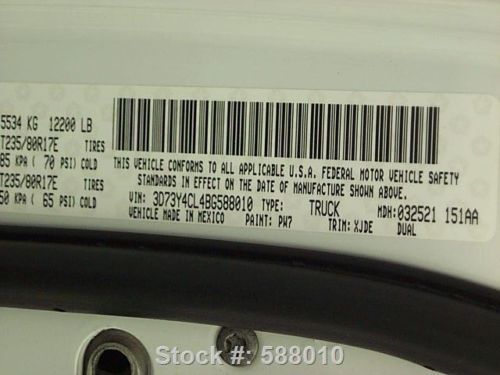 5534 KG 12200 LB
T235/80R17E TIRES
85 KPA ( 70 PSI) COLD
T235/80R17E TIRES
50 KPA ( 65 PSI) COLD
THIS VEHICLE CONFORMS TO ALL APPLICABLE U.S.A. FEDERAL MOTOR VEHICLE SAFETY
STANDARDS IN EFFECT ON THE DATE OF MANUFACTURE SHOWN ABOVE.
VIN: 3D73Y4CL4BG588010 TYPE: TRUCK MDH: 032521 151AA
VEHICLE MADE IN MEXICO PAINT: PW7 TRIM: XJDE DUAL
Stock #: 588010